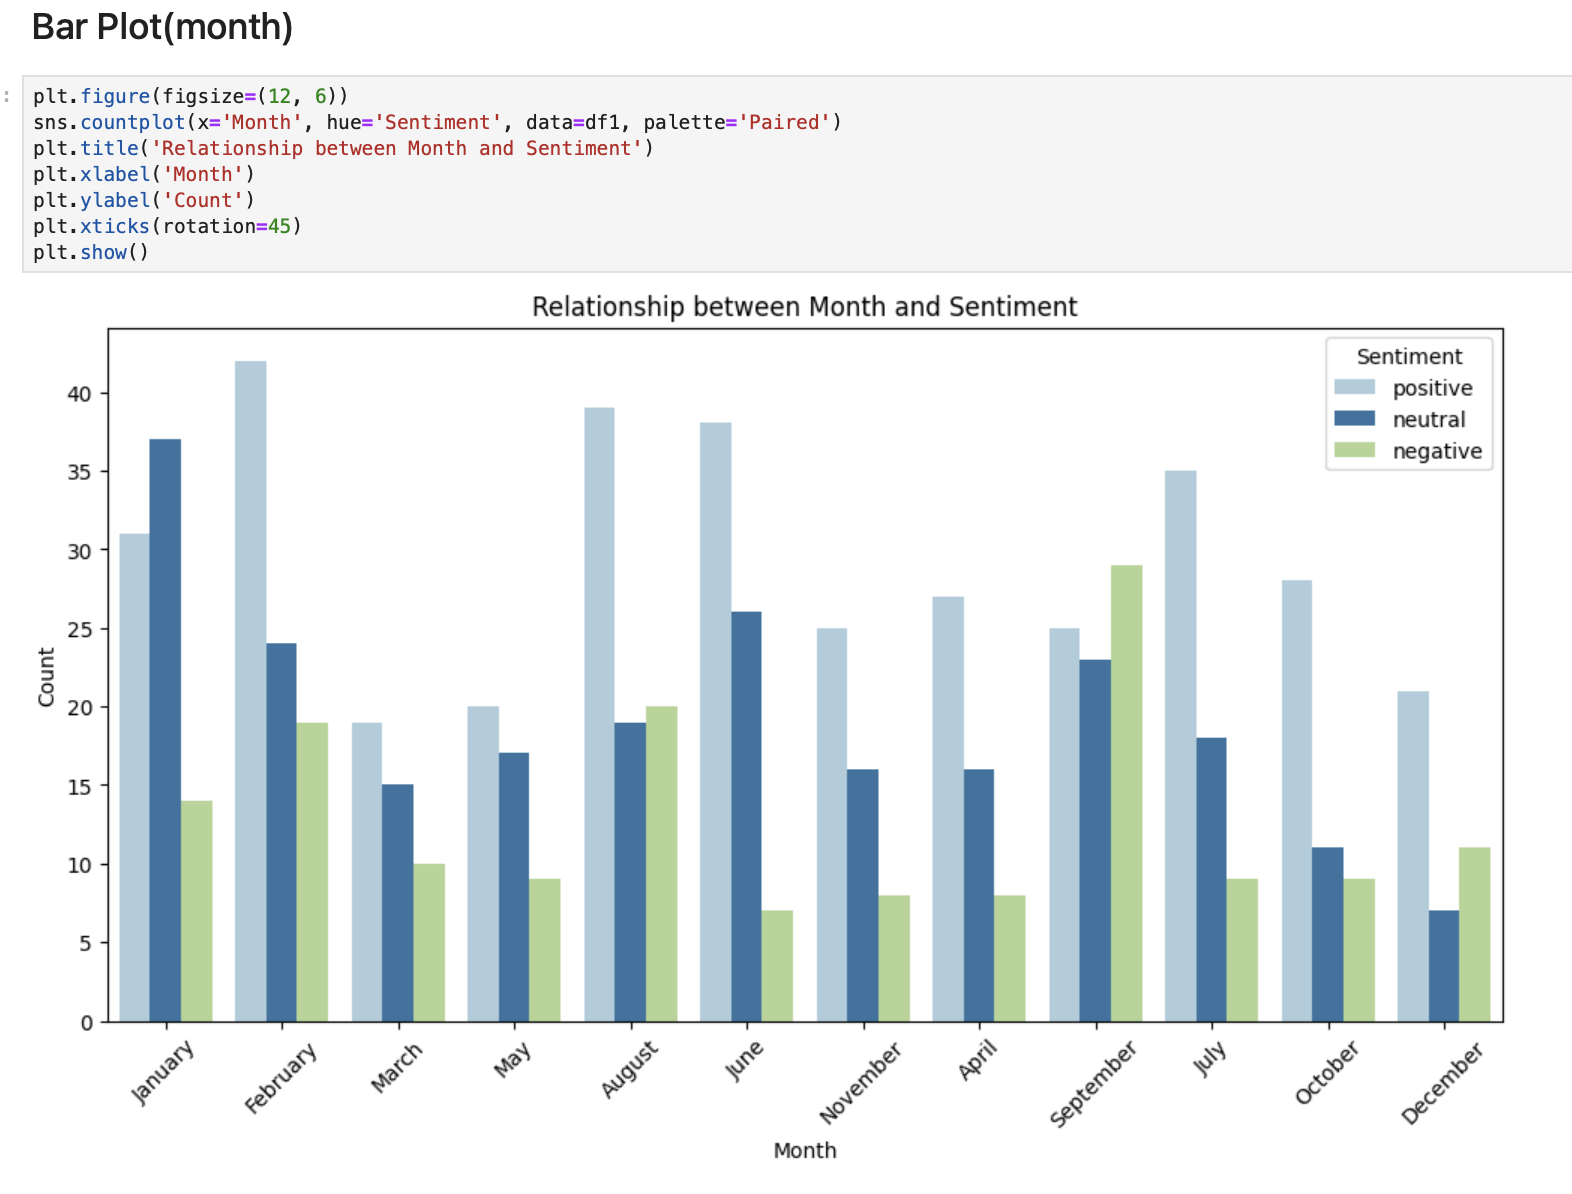 Bar Plot(month)
:
plt.figure(figsize=(12, 6))
sns.countplot(x='Month', hue='Sentiment', data=df1, palette='Paired')
plt.title('Relationship between Month and Sentiment')
plt.xlabel('Month')
plt.ylabel('Count')
plt.xticks(rotation=45)
plt.show()
Relationship between Month and Sentiment
Sentiment
positive
neutral
negative
Count
40
35
30
25
20
15
10
5
0
January
February
March
May
August
June
November
April
September
July
October
December
Month